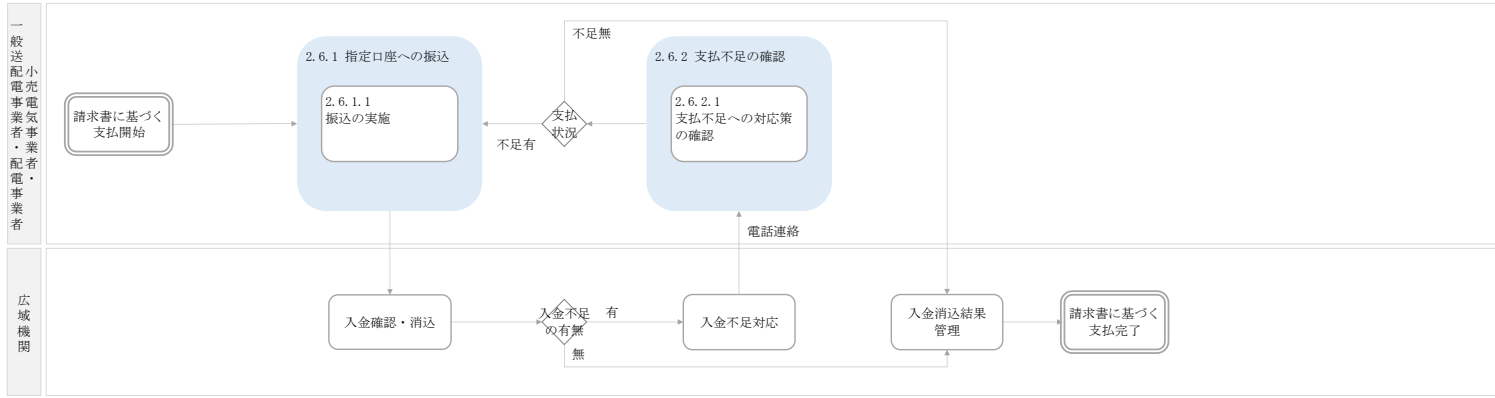 小売電気事業者・
一般送配電事業者・配電事業者
請求書に基づく
支払開始
2.6.1 指定口座への振込
2.6.1.1
振込の実施
不足無
支払
状況
不足有
2.6.2 支払不足の確認
2.6.2.1
支払不足への対応策
の確認
電話連絡
広域機関
入金確認・消込
入金不足
の有無
有
無
入金不足対応
入金消込結果
管理
請求書に基づく
支払完了